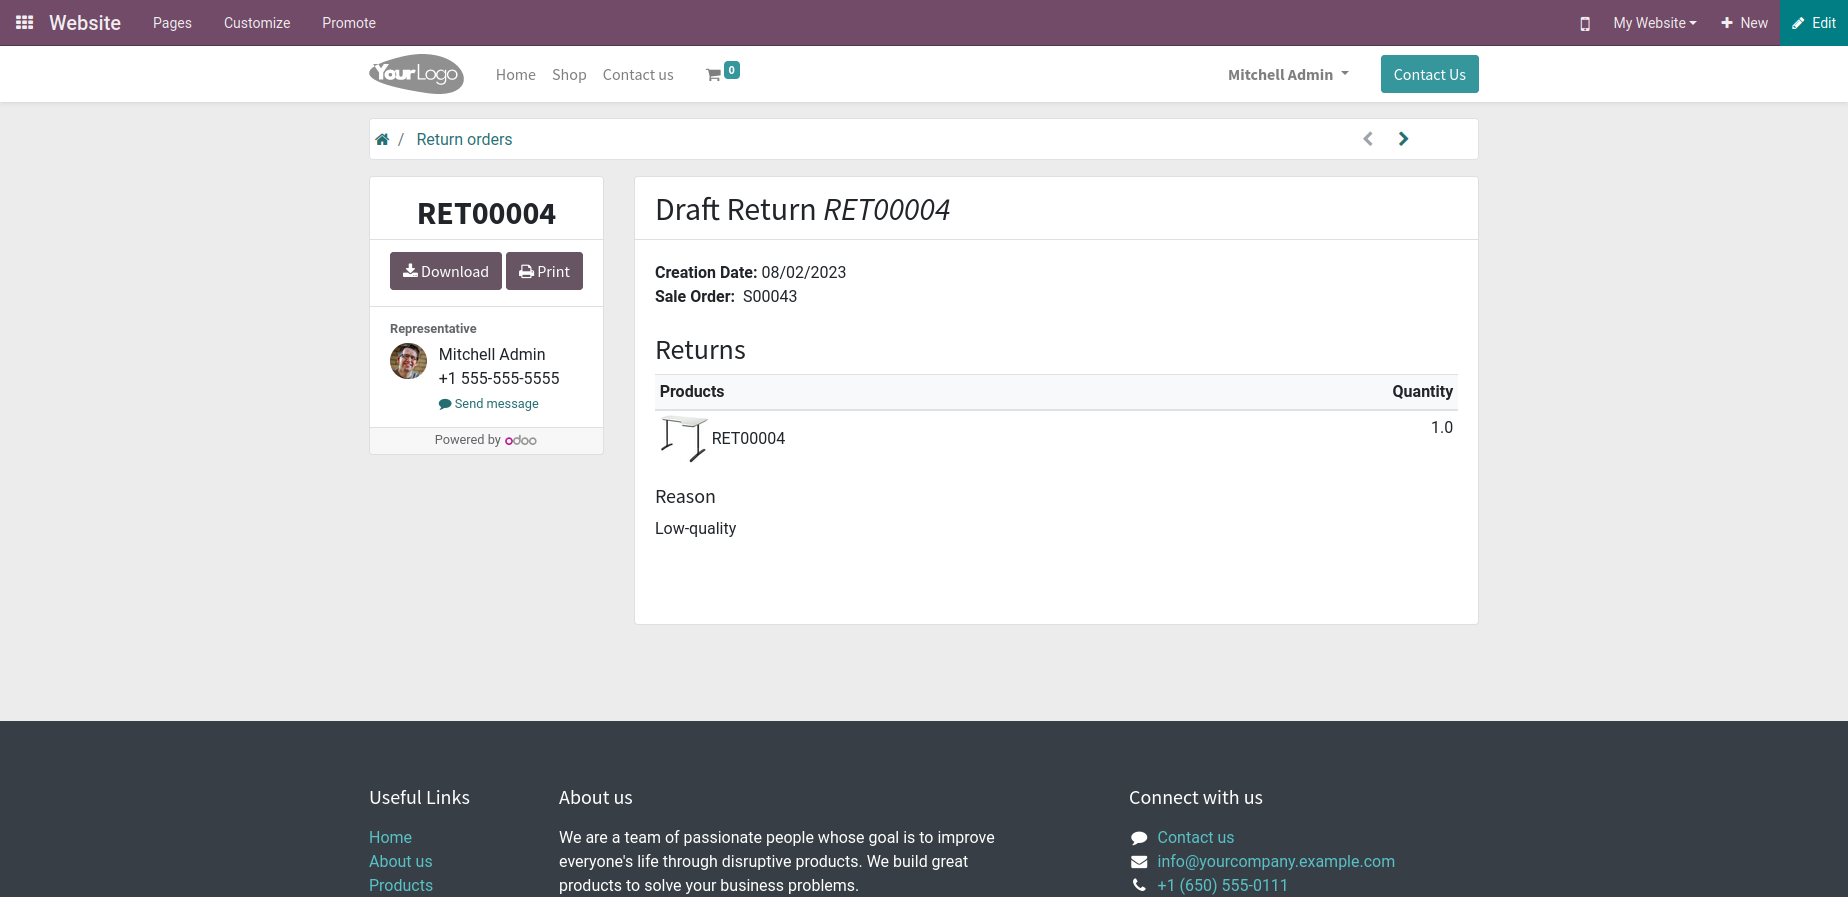 Website Pages Customize Promote My Website New Edit
YourLogo Home Shop Contact us 0 Mitchell Admin Contact Us
/ Return orders
RET00004
Download Print
Representative
Mitchell Admin
+1 555-555-5555
Send message
Powered by odoo
Draft Return RET00004
Creation Date: 08/02/2023
Sale Order: S00043
Returns
Products Quantity
RET00004 1.0
Reason
Low-quality
Useful Links
Home
About us
Products
About us
We are a team of passionate people whose goal is to improve
everyone's life through disruptive products. We build great
products to solve your business problems.
Connect with us
Contact us
info@yourcompany.example.com
+1 (650) 555-0111